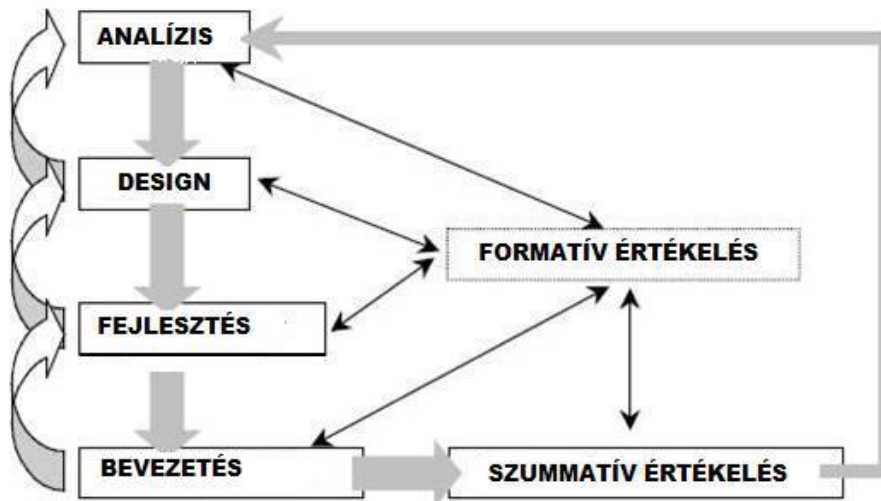 ANALÍZIS
DESIGN
FORMATÍV ÉRTÉKELÉS
FEJLESZTÉS
BEVEZETÉS
SZUMMATÍV ÉRTÉKELÉS